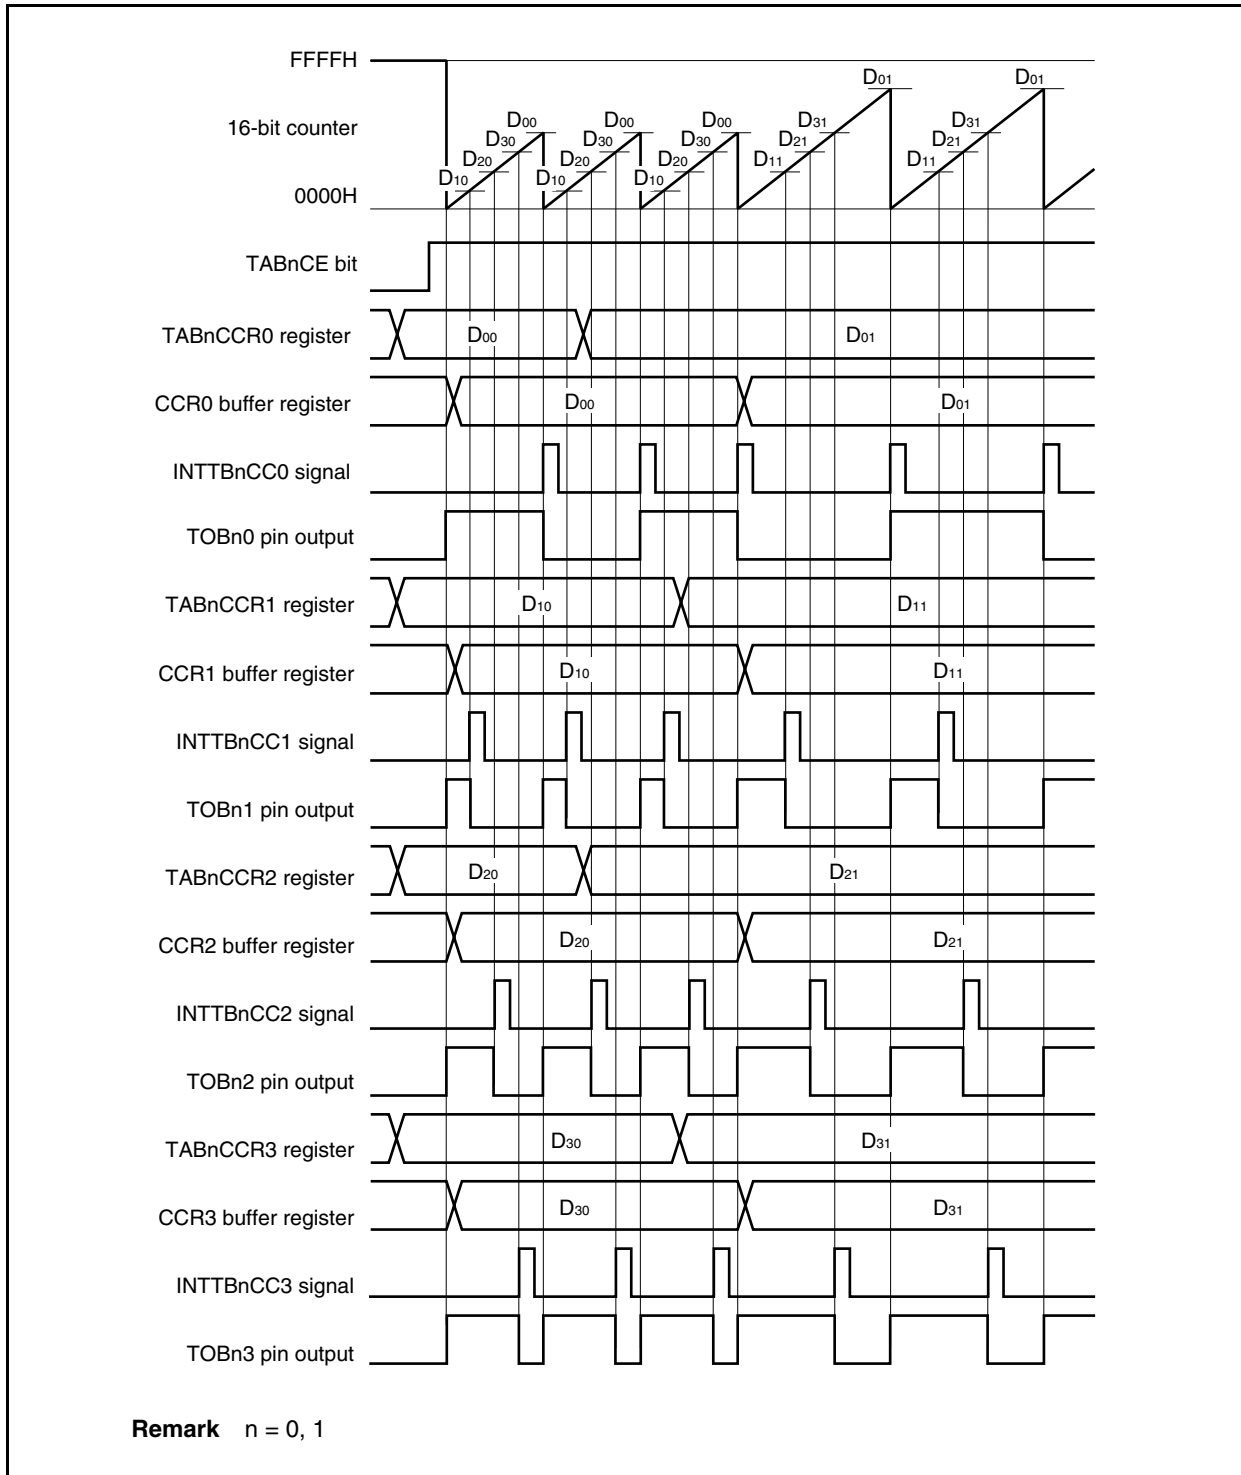 FFFFH
16-bit counter
0000H
D10 D20 D30 D00 D10 D20 D30 D00 D10 D20 D30 D00 D11 D21 D31 D01 D11 D21 D31 D01
TABnCE bit
TABnCCR0 register D00 D01
CCR0 buffer register D00 D01
INTTBnCC0 signal
TOBn0 pin output
TABnCCR1 register D10 D11
CCR1 buffer register D10 D11
INTTBnCC1 signal
TOBn1 pin output
TABnCCR2 register D20 D21
CCR2 buffer register D20 D21
INTTBnCC2 signal
TOBn2 pin output
TABnCCR3 register D30 D31
CCR3 buffer register D30 D31
INTTBnCC3 signal
TOBn3 pin output
Remark n = 0, 1